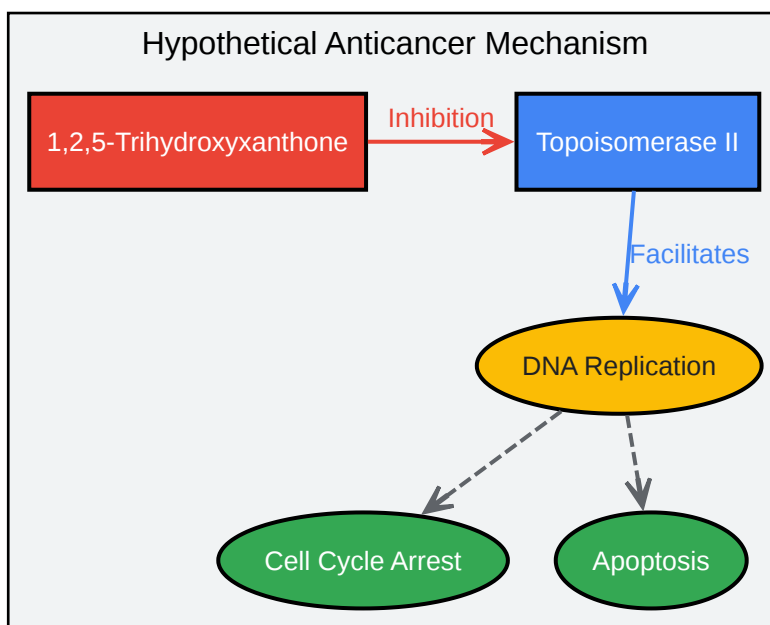 Hypothetical Anticancer Mechanism
1,2,5-Trihydroxyxanthone
Inhibition
Topoisomerase II
Facilitates
DNA Replication
Cell Cycle Arrest
Apoptosis